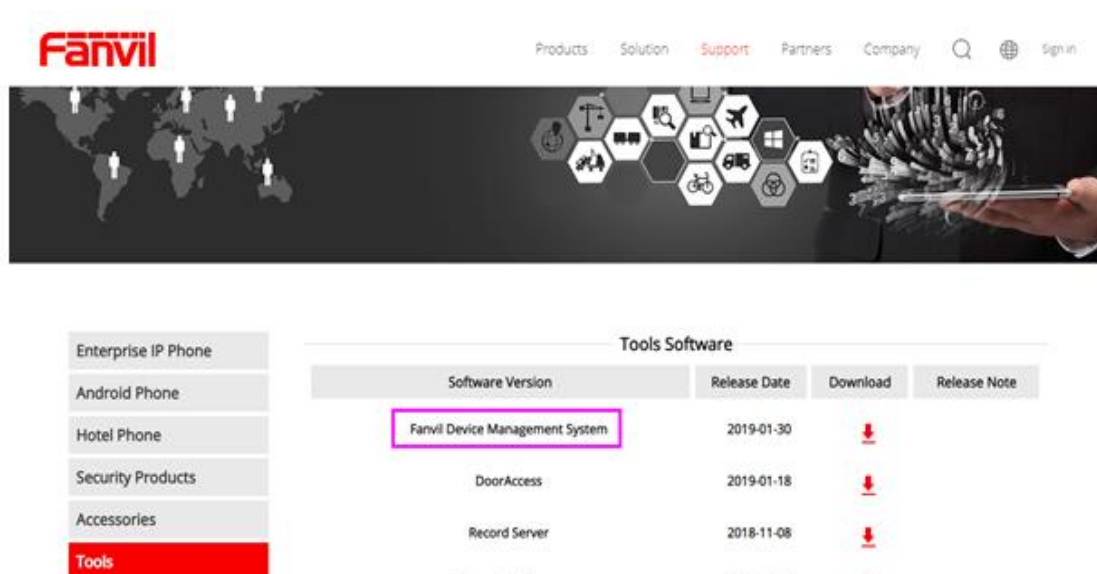 Fanvil
Products Solution Support Partners Company Sign in
Enterprise IP Phone
Android Phone
Hotel Phone
Security Products
Accessories
Tools
Tools Software
Software Version Release Date Download Release Note
Fanvil Device Management System 2019-01-30
DoorAccess 2019-01-18
Record Server 2018-11-08